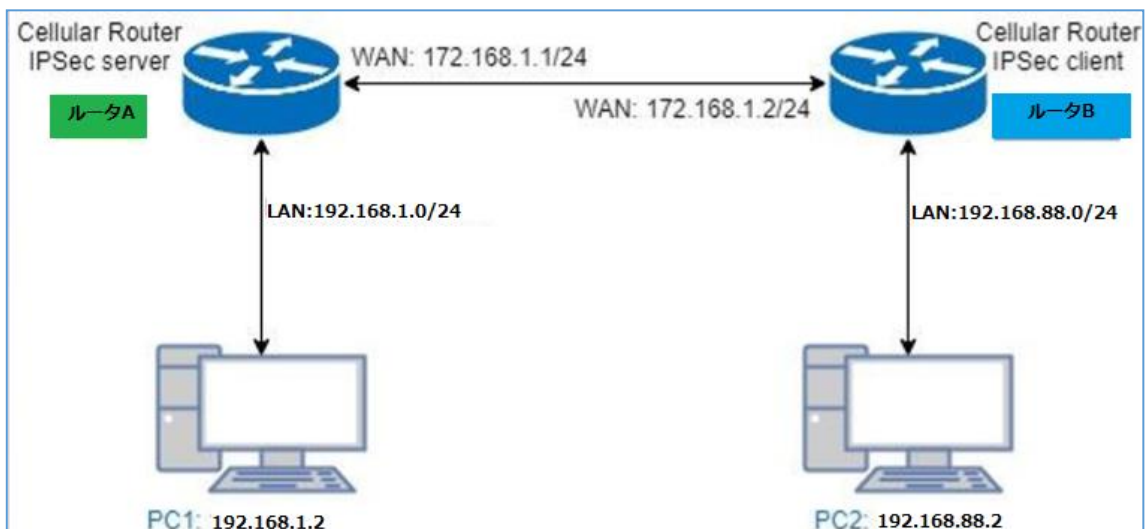 Cellular Router
IPSec server
ルータA
WAN: 172.168.1.1/24
WAN: 172.168.1.2/24
Cellular Router
IPSec client
ルータB
LAN:192.168.1.0/24
LAN:192.168.88.0/24
PC1: 192.168.1.2
PC2: 192.168.88.2